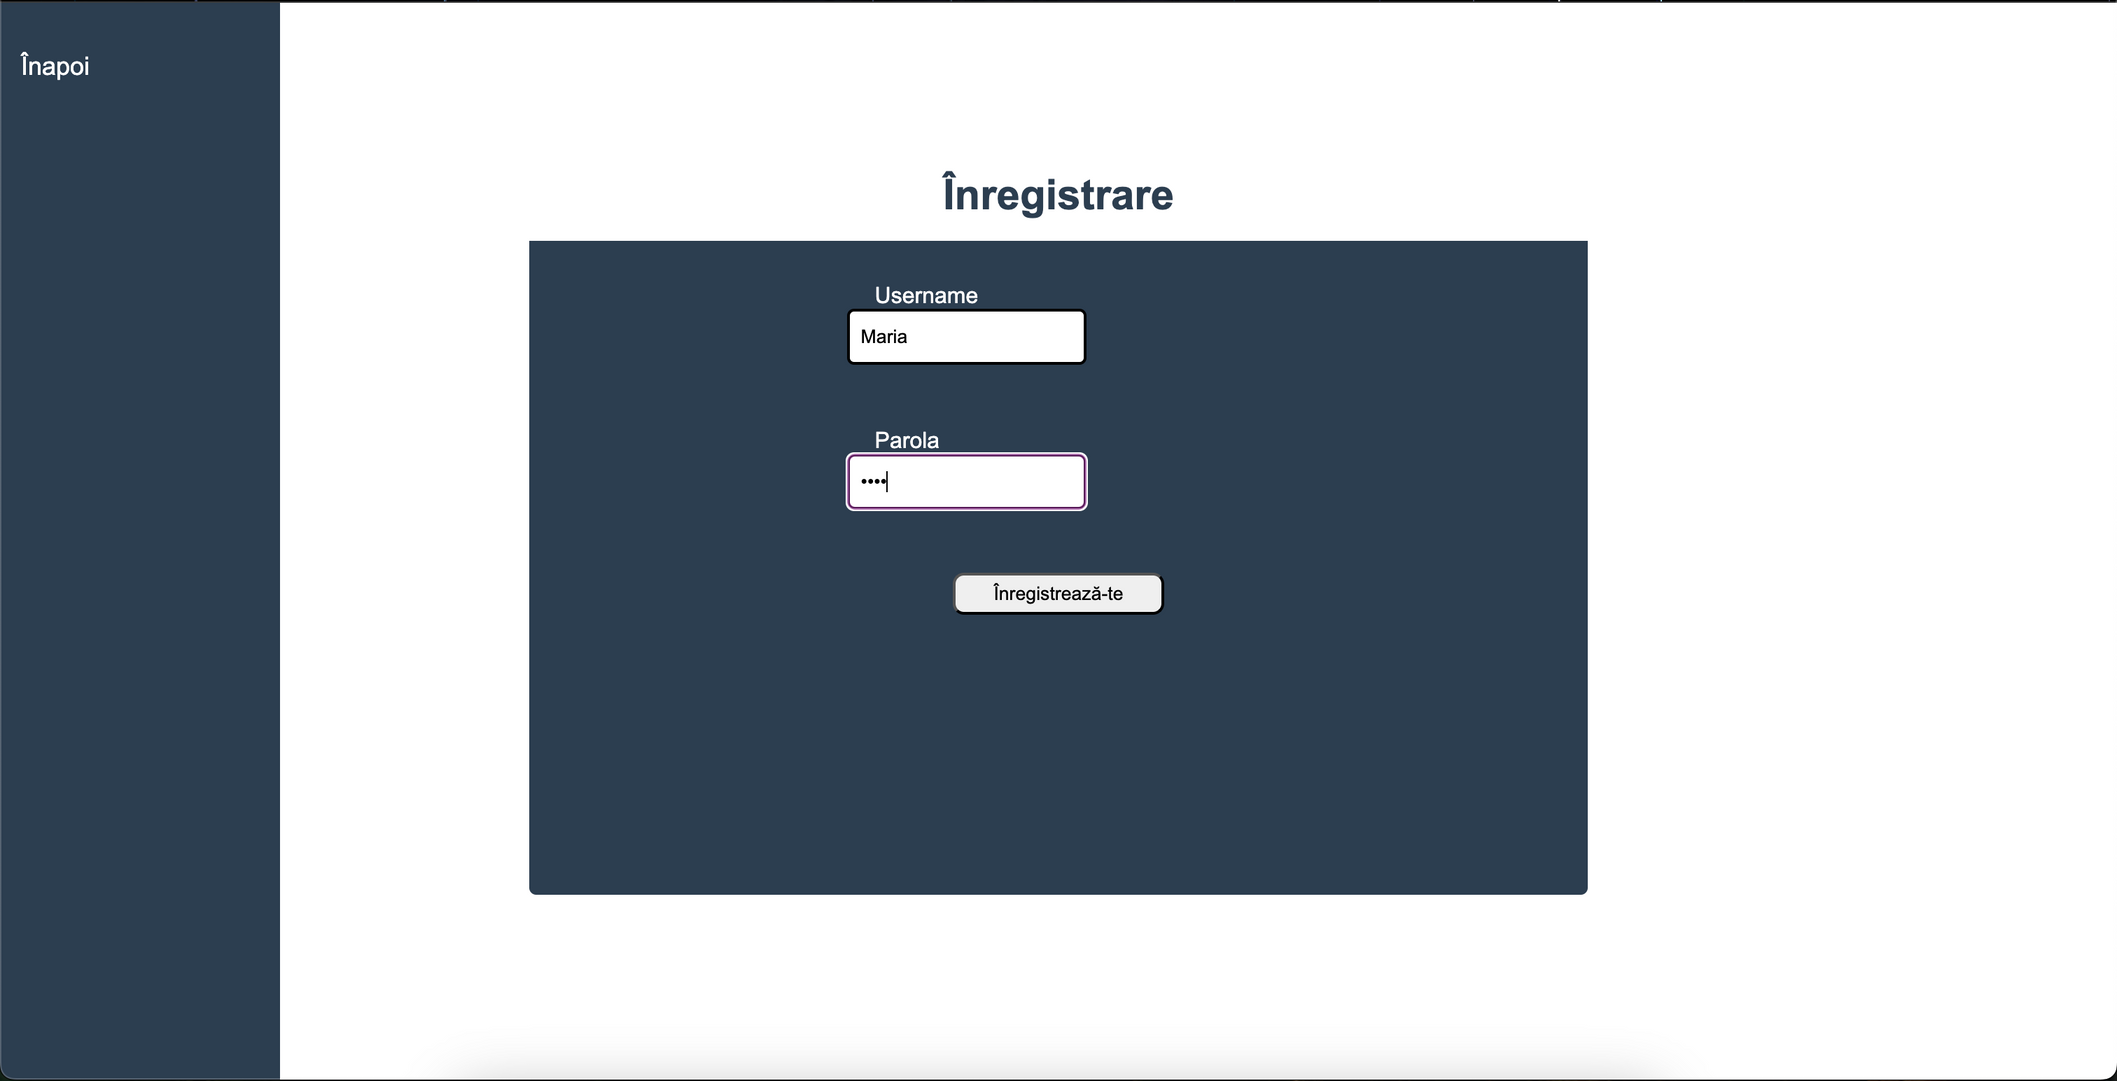 Înapoi
Înregistrare
Username
Maria
Parola
••••
Înregistrează-te